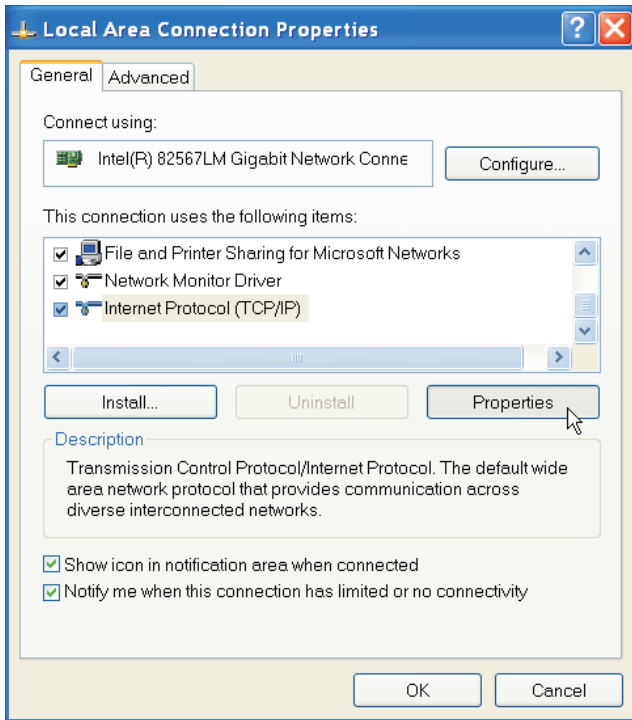 Local Area Connection Properties
?
General
Advanced
Connect using:
Intel(R) 82567LM Gigabit Network Conne
Configure...
This connection uses the following items:
File and Printer Sharing for Microsoft Networks
Network Monitor Driver
Internet Protocol (TCP/IP)
Install...
Uninstall
Properties
Description
Transmission Control Protocol/Internet Protocol. The default wide
area network protocol that provides communication across
diverse interconnected networks.
Show icon in notification area when connected
Notify me when this connection has limited or no connectivity
OK
Cancel